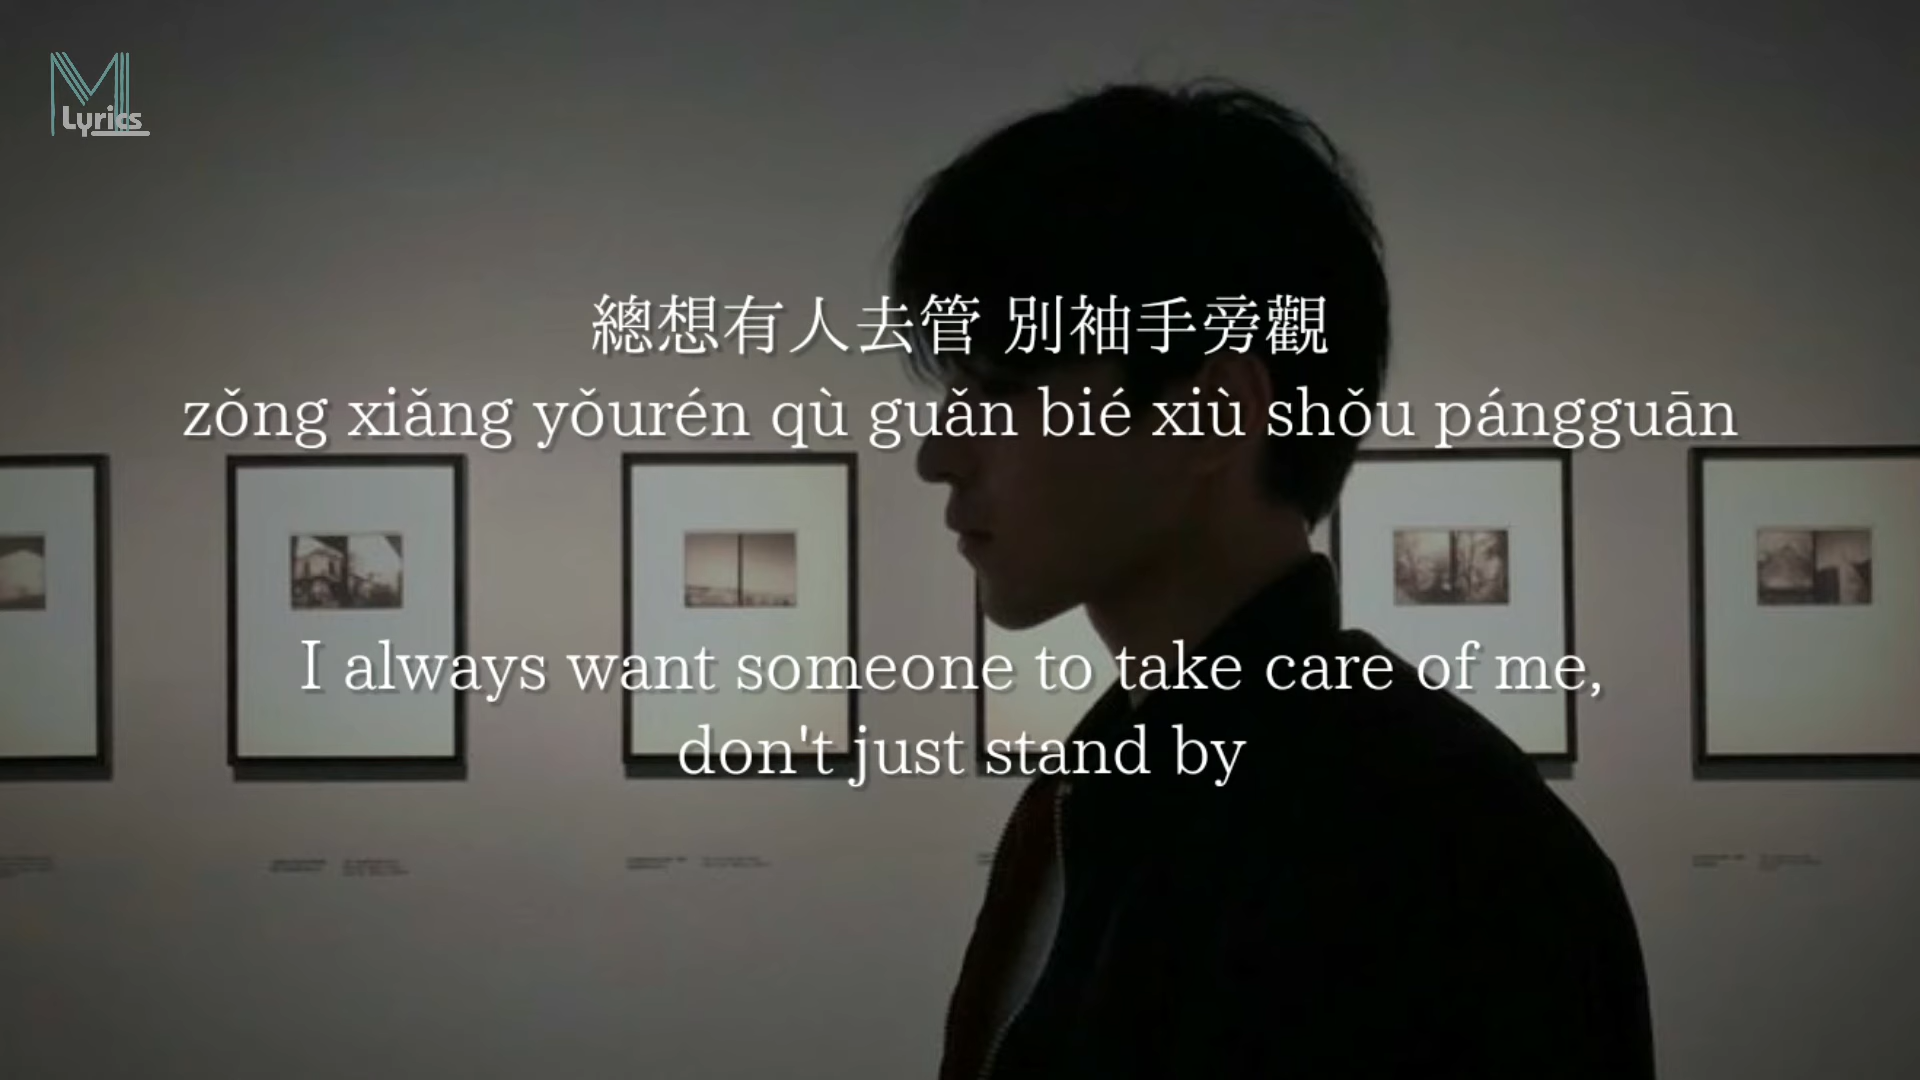 M
Lyrics
總想有人去管 別袖手旁觀
zǒng xiǎng yǒurén qù guǎn bié xiù shǒu pángguān
I always want someone to take care of me,
don't just stand by